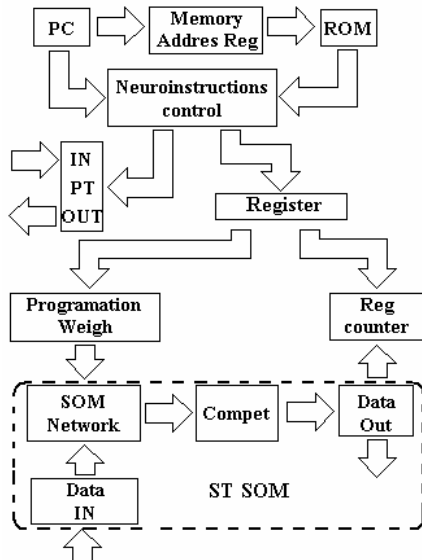 PC
Memory
Addres Reg
ROM
Neuroinstructions
control
IN
PT
OUT
Register
Programation
Weigh
Reg
counter
SOM
Network
Compet
Data
Out
Data
IN
ST SOM